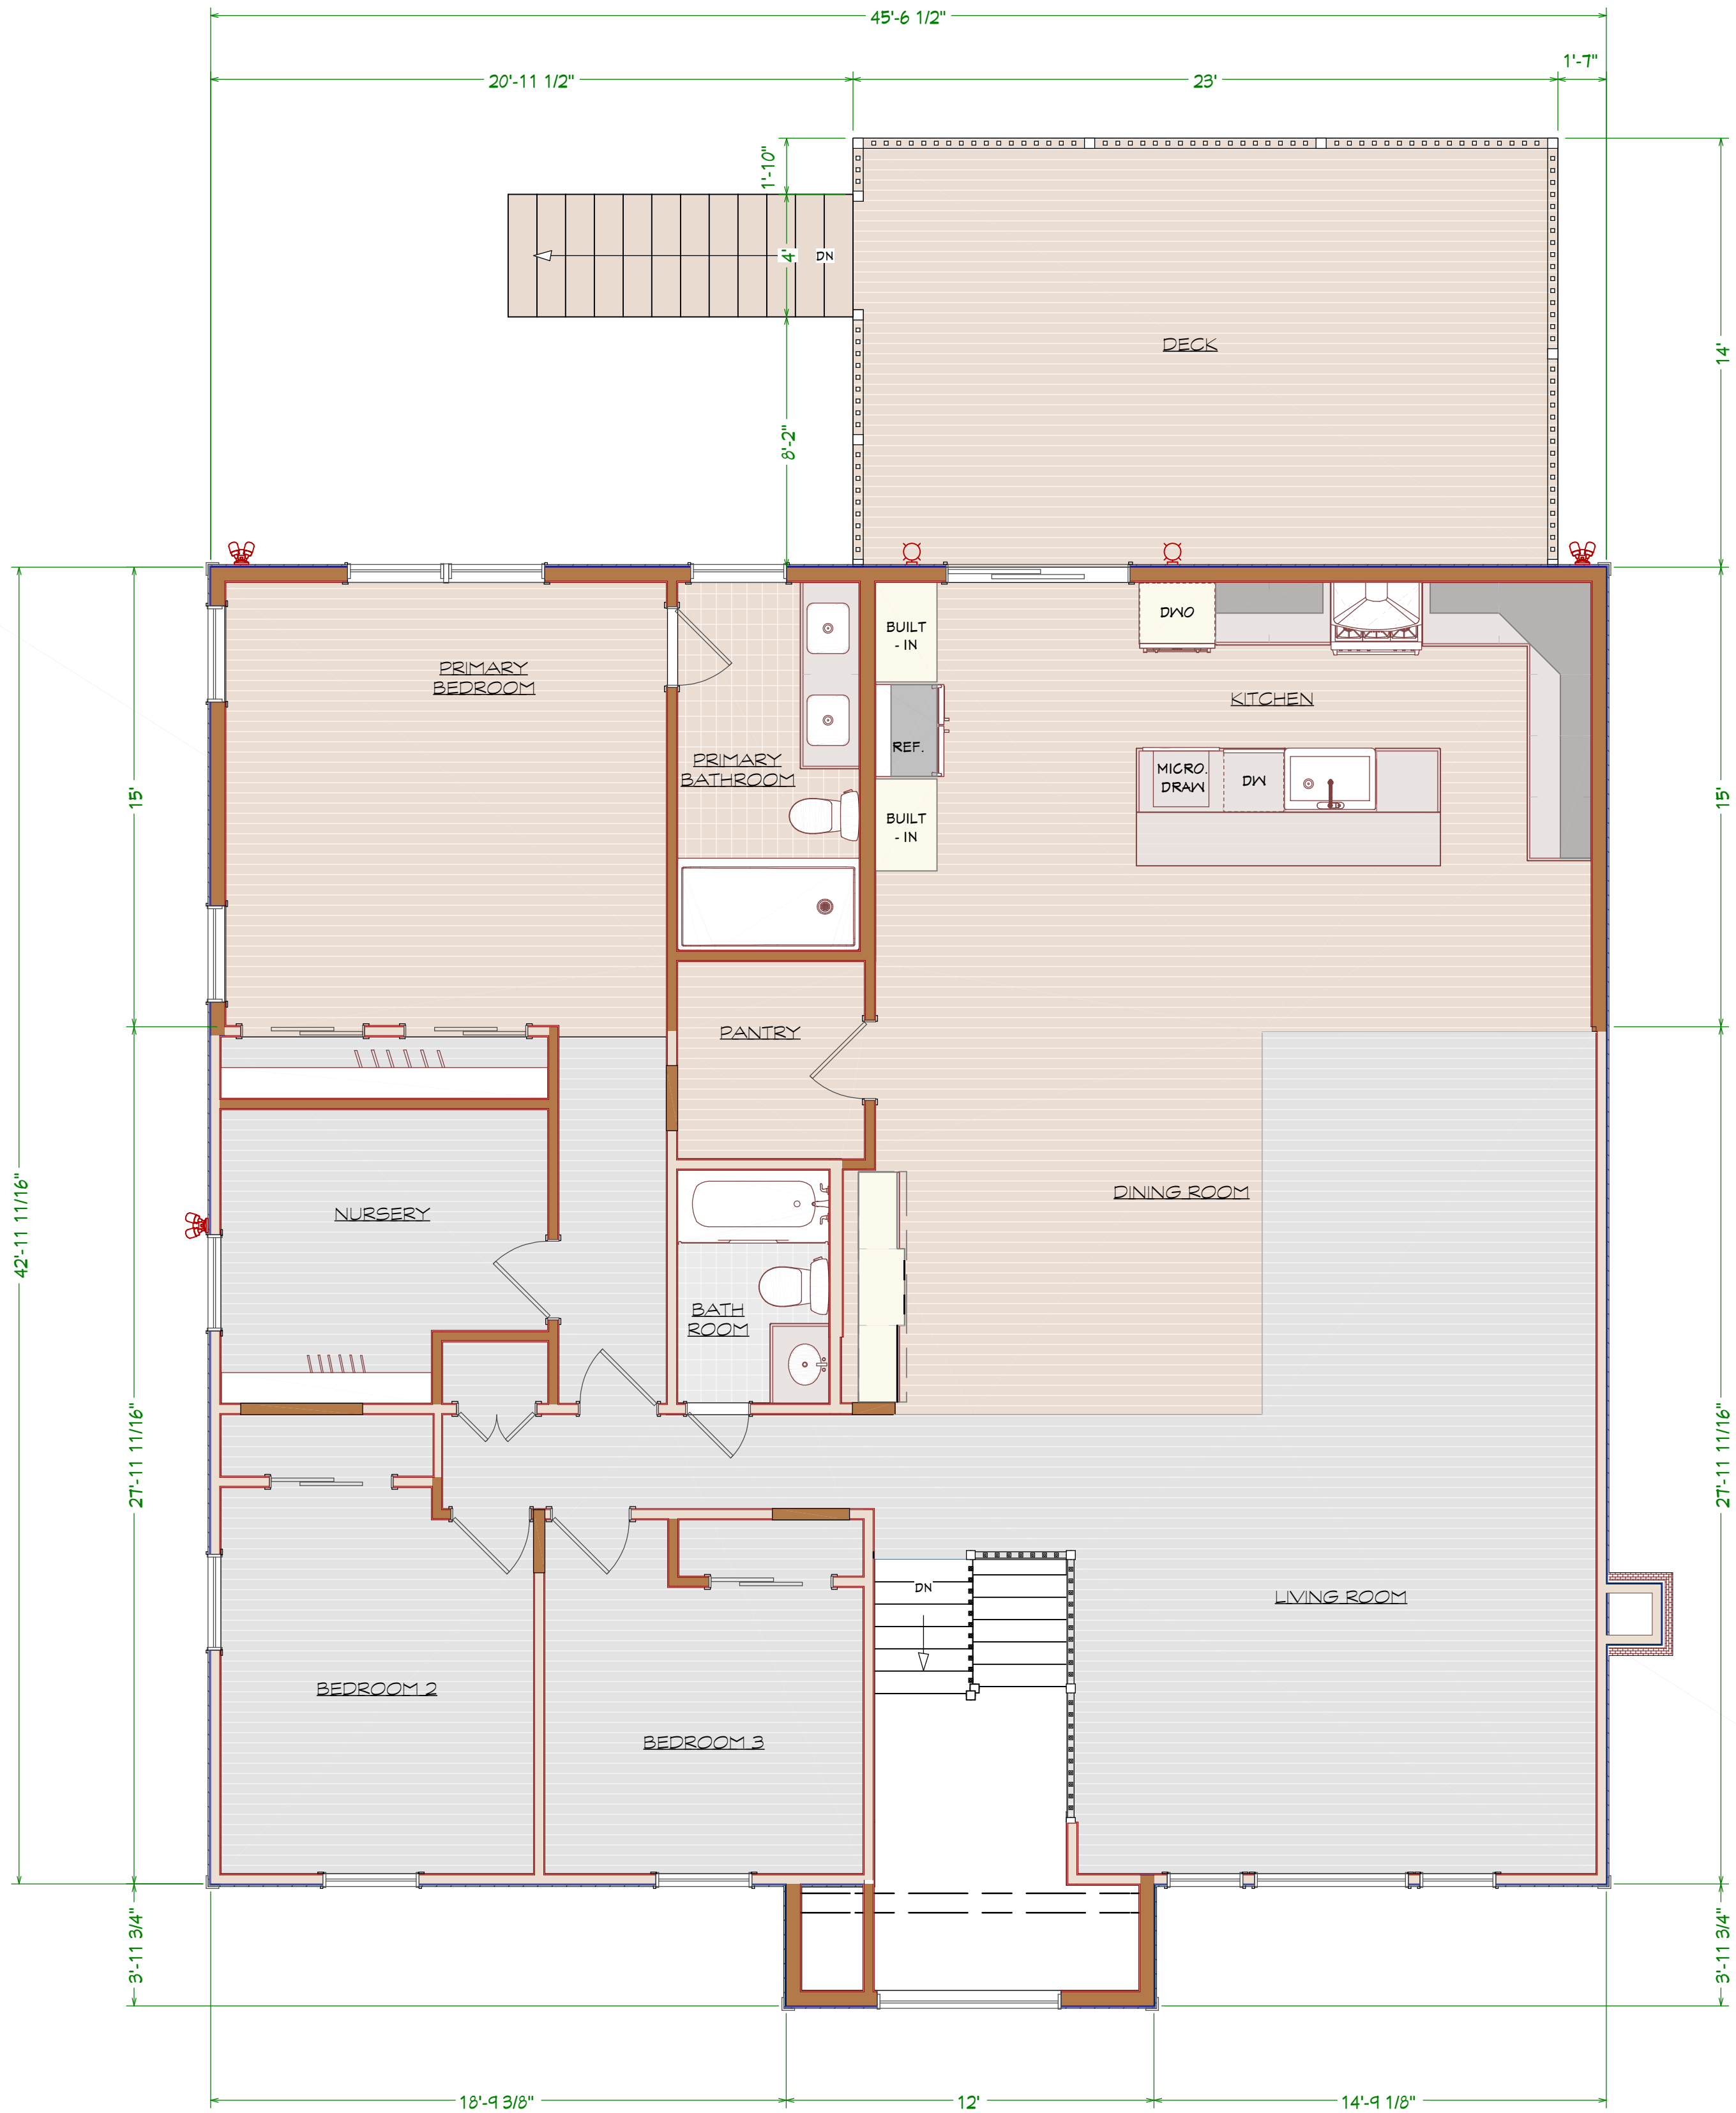 45'-6 1/2"
20'-11 1/2"
23'
1'-7"
1'-10"
4'
DN
8'-2"
14'
DECK
PRIMARY
BEDROOM
PRIMARY
BATHROOM
BUILT
- IN
REF.
BUILT
- IN
DWO
KITCHEN
MICRO.
DRAW
DW
15'
15'
42'-11 11/16"
PANTRY
NURSERY
DINING ROOM
BATH
ROOM
27'-11 11/16"
27'-11 11/16"
DN
LIVING ROOM
BEDROOM 2
BEDROOM 3
3'-11 3/4"
3'-11 3/4"
18'-9 3/8"
12'
14'-9 1/8"